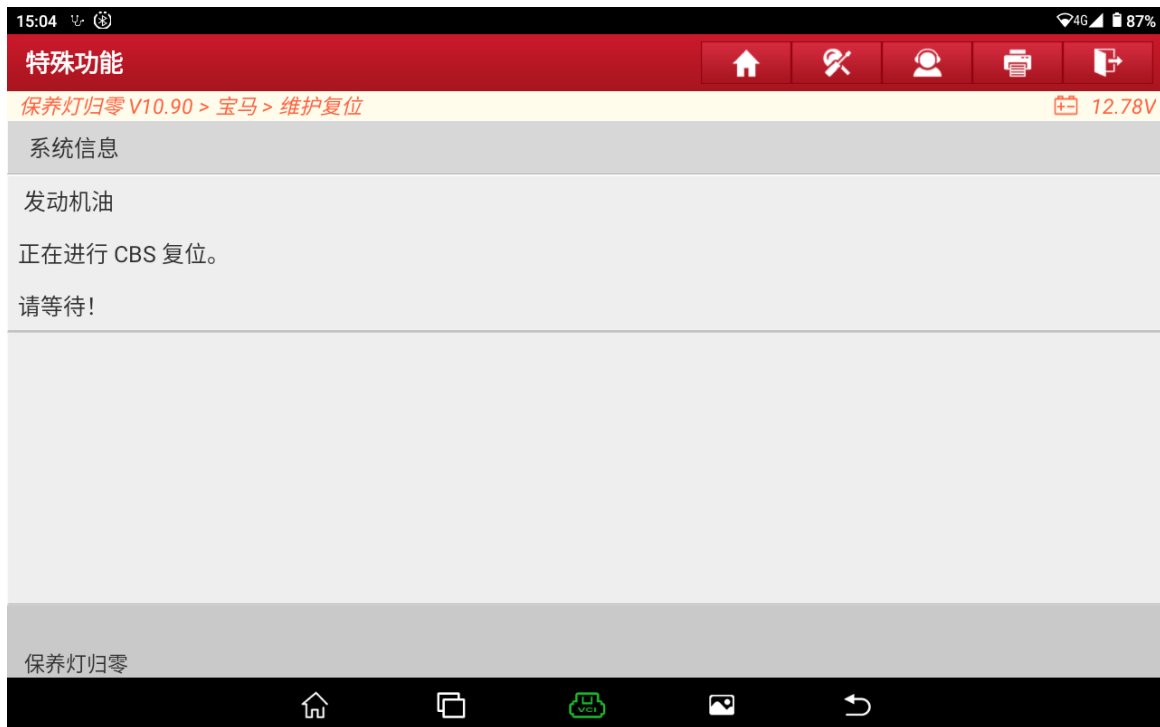 15:04
4G
87%
特殊功能
保养灯归零 V10.90 > 宝马 > 维护复位
12.78V
系统信息
发动机油
正在进行 CBS 复位。
请等待！
保养灯归零
VCI